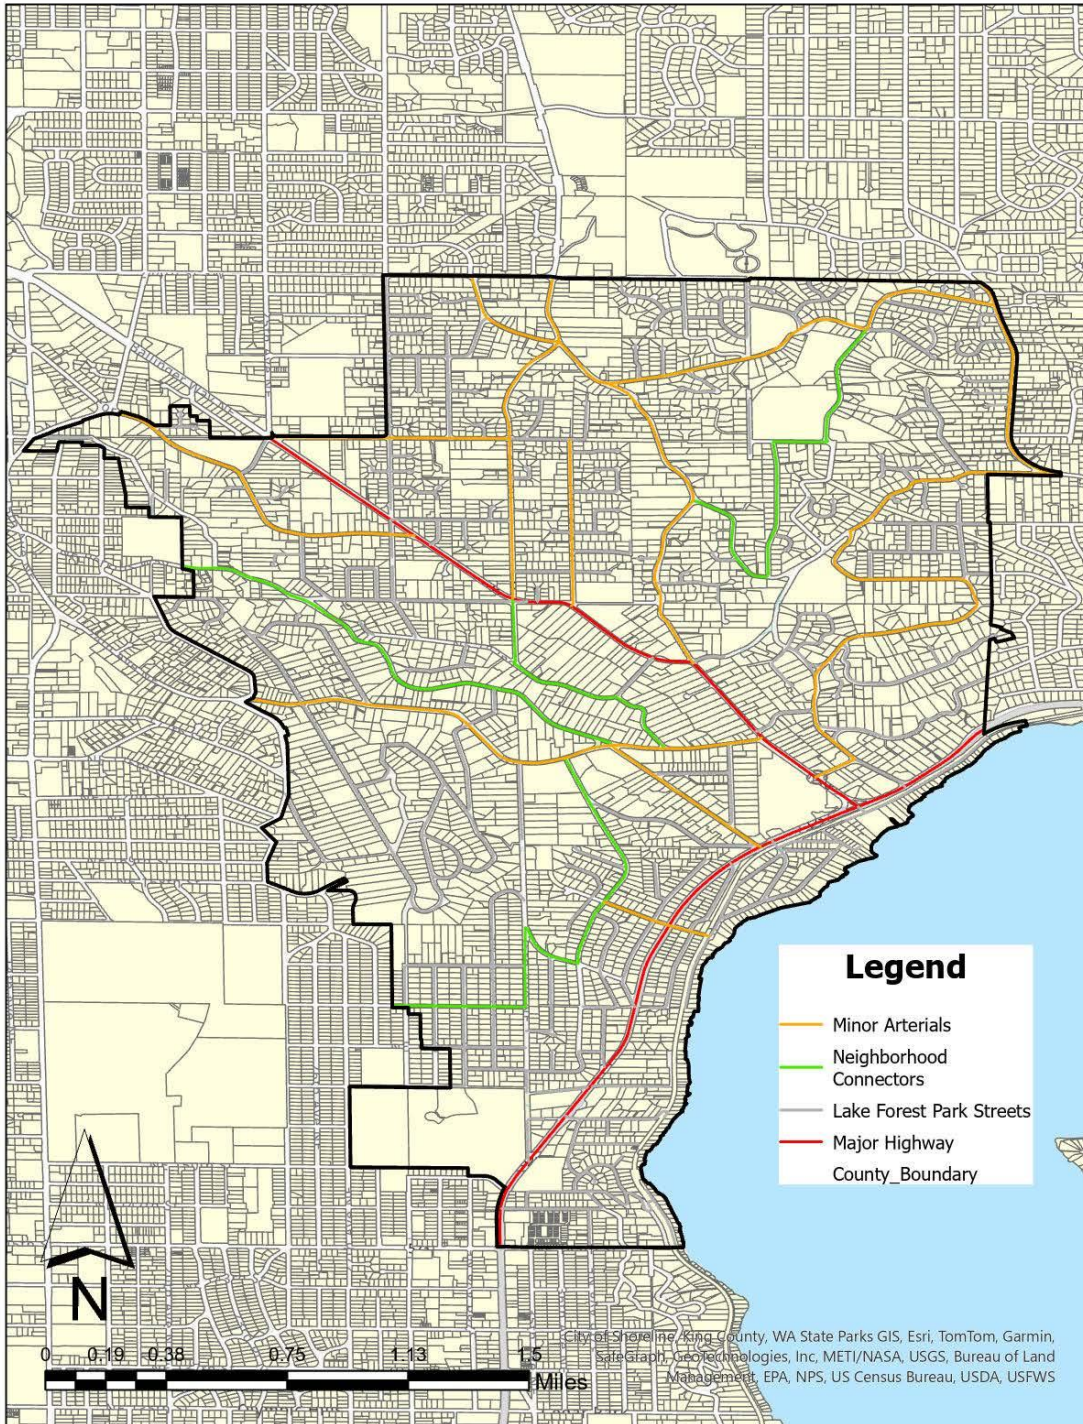 Legend
Minor Arterials
Neighborhood
Connectors
Lake Forest Park Streets
Major Highway
County_Boundary
N
0 0.19 0.38 0.75 1.13 1.5
Miles
City of Shoreline, King County, WA State Parks GIS, Esri, TomTom, Garmin,
SafeGraph, GeoTechnologies, Inc, METI/NASA, USGS, Bureau of Land
Management, EPA, NPS, US Census Bureau, USDA, USFWS